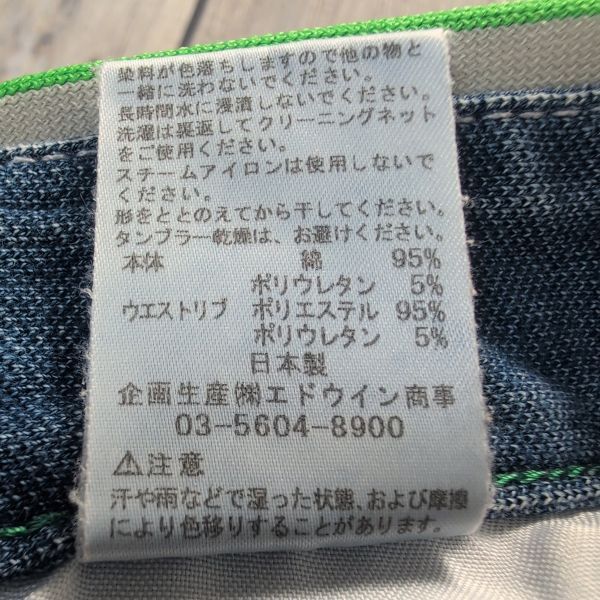 染料が色落ちしますので他の物と
一緒に洗わないでください。
長時間水に浸漬しないでください。
洗濯は裏返してクリーニングネット
をご使用ください。
スチームアイロンは使用しないで
ください。
形をととのえてから干してください。
タンブラー乾燥は、お避けください。
本体 綿 95%
ポリウレタン 5%
ウエストリブ ポリエステル 95%
ポリウレタン 5%
日本製
企画生産㈱エドウイン商事
03-5604-8900
⚠注意
汗や雨などで湿った状態、および摩擦
により色移りすることがあります。